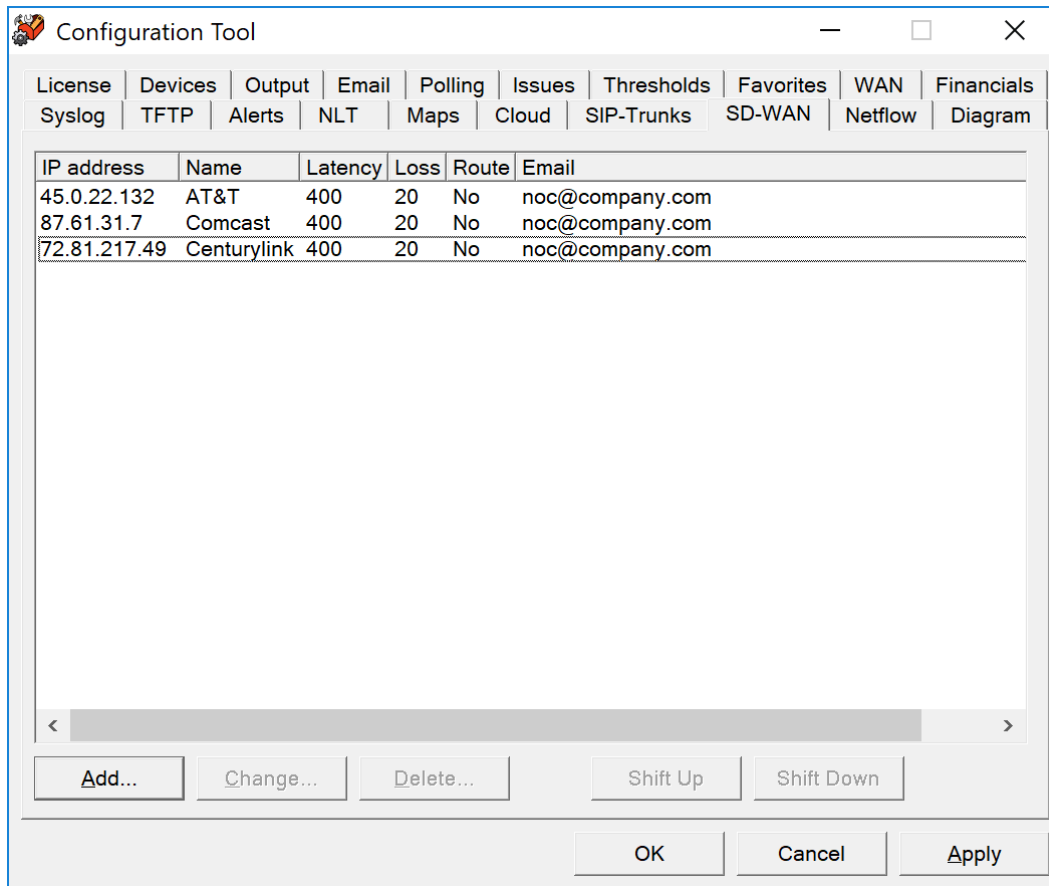 Configuration Tool
License Devices Output Email Polling Issues Thresholds Favorites WAN Financials
Syslog TFTP Alerts NLT Maps Cloud SIP-Trunks SD-WAN Netflow Diagram
IP address Name Latency Loss Route Email
45.0.22.132 AT&T 400 20 No noc@company.com
87.61.31.7 Comcast 400 20 No noc@company.com
72.81.217.49 Centurylink 400 20 No noc@company.com
Add... Change... Delete... Shift Up Shift Down
OK Cancel Apply